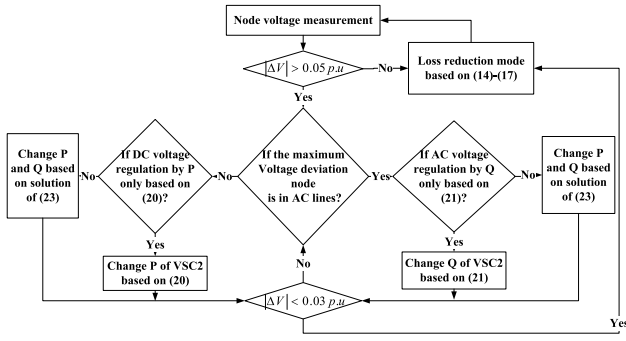 Node voltage measurement
|ΔV| > 0.05 p.u
No
Loss reduction mode
based on (14)-(17)
Yes
Change P
and Q based
on solution
of (23)
No
If DC voltage
regulation by P
only based on
(20)?
No
If the maximum
Voltage deviation
node
is in AC lines?
Yes
If AC voltage
regulation by Q
only based on
(21)?
No
Change P
and Q based
on solution
of (23)
Yes
Change P of VSC2
based on (20)
No
Yes
Change Q of VSC2
based on (21)
|ΔV| < 0.03 p.u
Yes